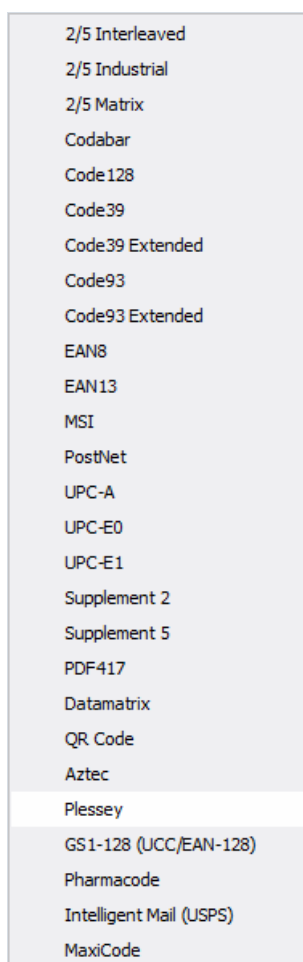 2/5 Interleaved
2/5 Industrial
2/5 Matrix
Codabar
Code128
Code39
Code39 Extended
Code93
Code93 Extended
EAN8
EAN13
MSI
PostNet
UPC-A
UPC-E0
UPC-E1
Supplement 2
Supplement 5
PDF417
Datamatrix
QR Code
Aztec
Plessey
GS1-128 (UCC/EAN-128)
Pharmacode
Intelligent Mail (USPS)
MaxiCode